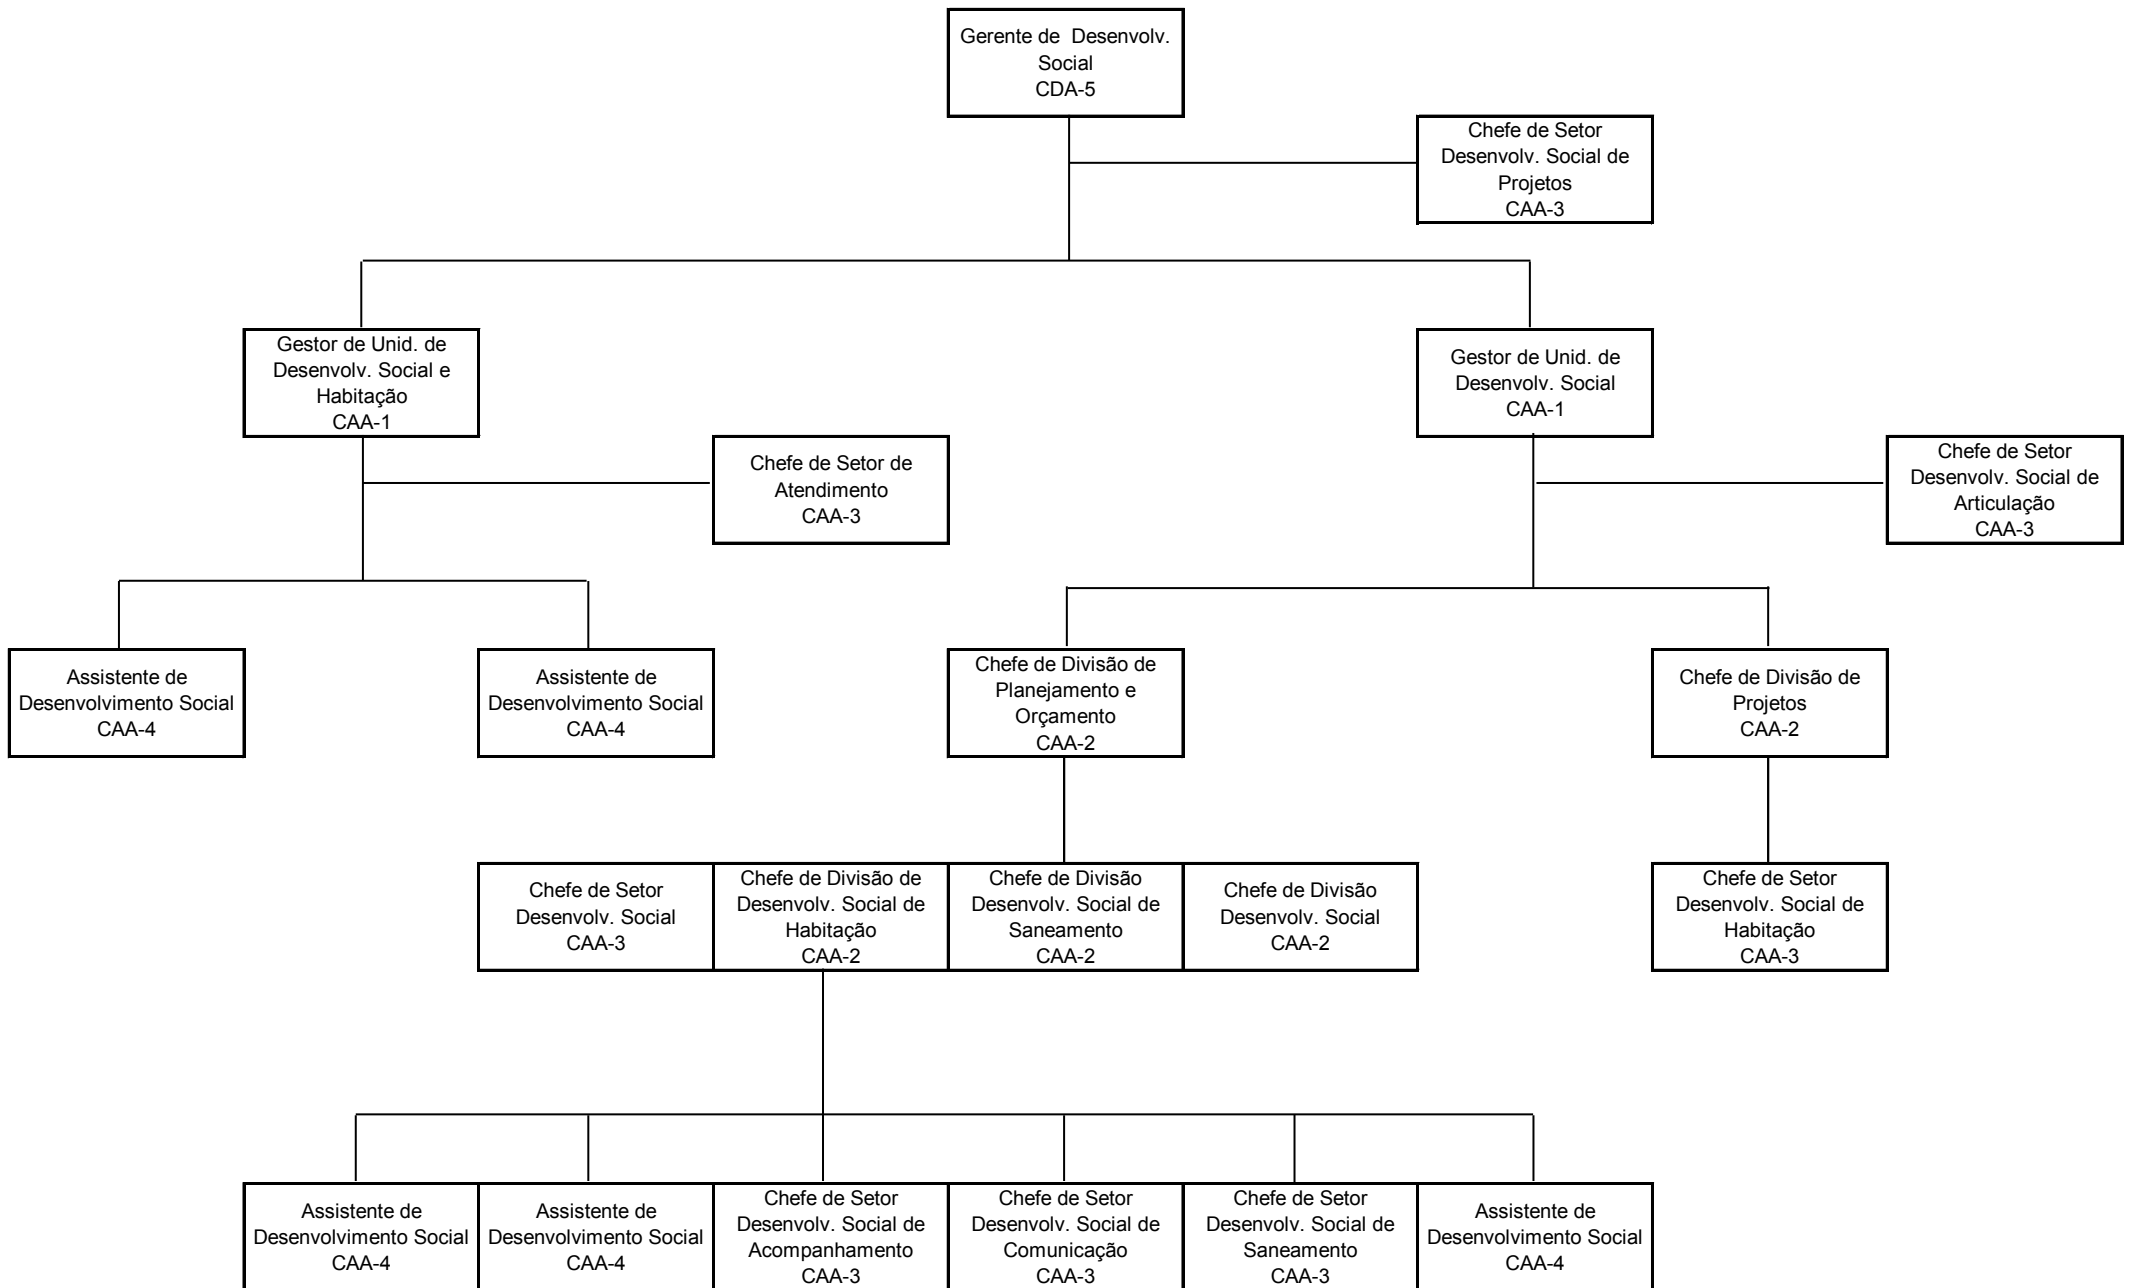 Gerente de  Desenvolv.
Social
CDA-5
Chefe de Setor
Desenvolv. Social de
Projetos
CAA-3
Gestor de Unid. de
Desenvolv. Social e
Habitação
CAA-1
Gestor de Unid. de
Desenvolv. Social
CAA-1
Chefe de Setor de
Atendimento
CAA-3
Chefe de Setor
Desenvolv. Social de
Articulação
CAA-3
Assistente de
Desenvolvimento Social
CAA-4
Assistente de
Desenvolvimento Social
CAA-4
Chefe de Divisão de
Planejamento e
Orçamento
CAA-2
Chefe de Divisão de
Projetos
CAA-2
Chefe de Setor
Desenvolv. Social
CAA-3
Chefe de Divisão de
Desenvolv. Social de
Habitação
CAA-2
Chefe de Divisão
Desenvolv. Social de
Saneamento
CAA-2
Chefe de Divisão
Desenvolv. Social
CAA-2
Chefe de Setor
Desenvolv. Social de
Habitação
CAA-3
Assistente de
Desenvolvimento Social
CAA-4
Assistente de
Desenvolvimento Social
CAA-4
Chefe de Setor
Desenvolv. Social de
Acompanhamento
CAA-3
Chefe de Setor
Desenvolv. Social de
Comunicação
CAA-3
Chefe de Setor
Desenvolv. Social de
Saneamento
CAA-3
Assistente de
Desenvolvimento Social
CAA-4